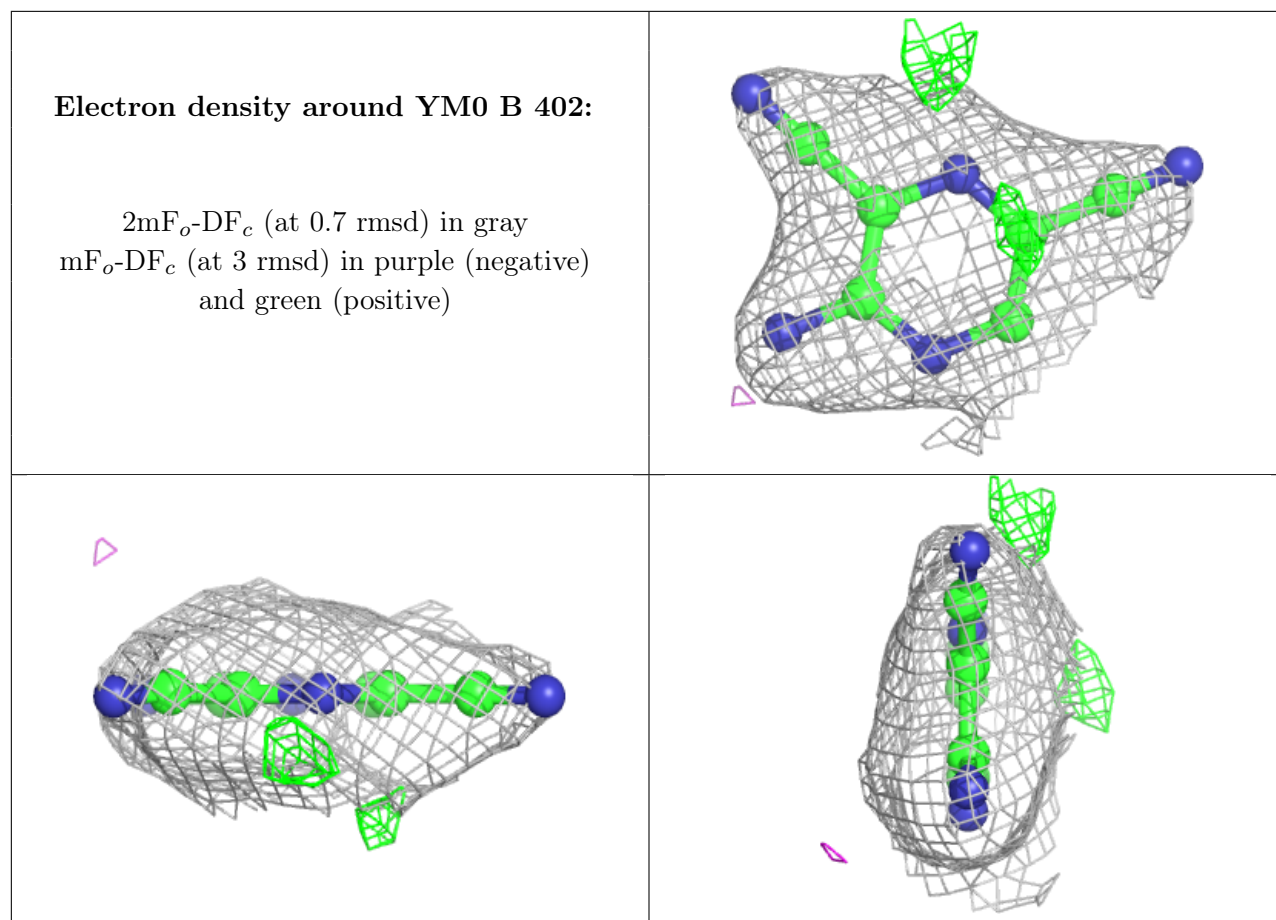 Electron density around YM0 B 402:
2mFo-DFc (at 0.7 rmsd) in gray
mFo-DFc (at 3 rmsd) in purple (negative)
and green (positive)